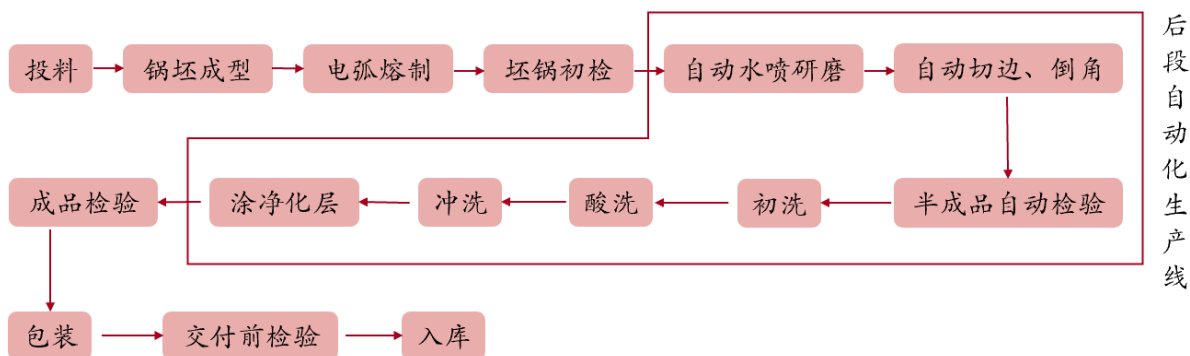 投料
锅坯成型
电弧熔制
坯锅初检
自动水喷研磨
自动切边、倒角
半成品自动检验
初洗
酸洗
冲洗
涂净化层
成品检验
包装
交付前检验
入库
后段自动化生产线